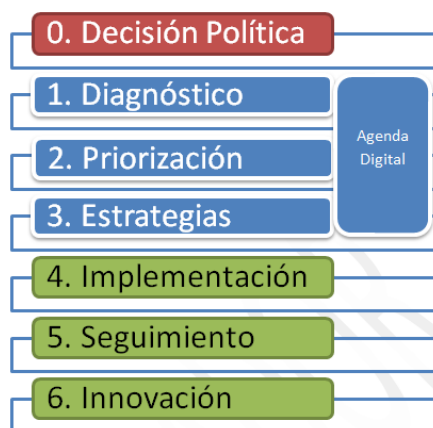 0. Decisión Política
1. Diagnóstico
Agenda
Digital
2. Priorización
3. Estrategias
4. Implementación
5. Seguimiento
6. Innovación